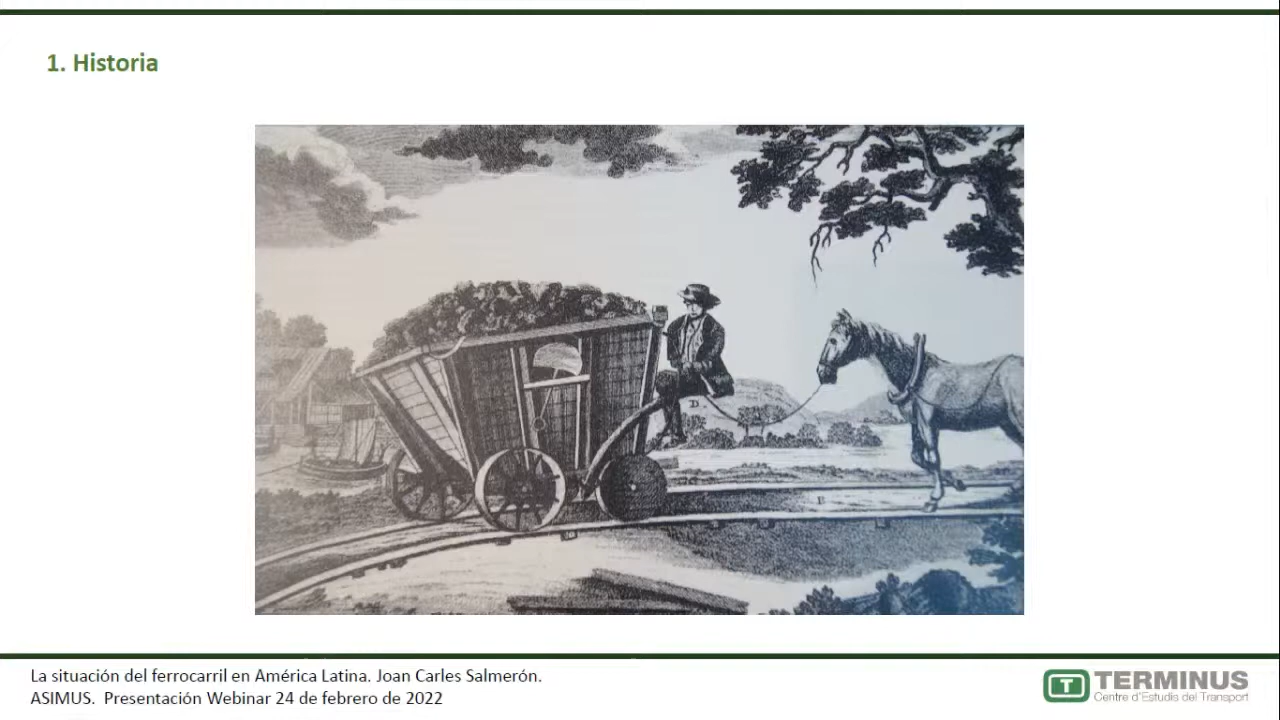 1. Historia
D
E
La situación del ferrocarril en América Latina. Joan Carles Salmerón.
ASIMUS. Presentación Webinar 24 de febrero de 2022
T TERMINUS
Centre d'Estudis del Transport